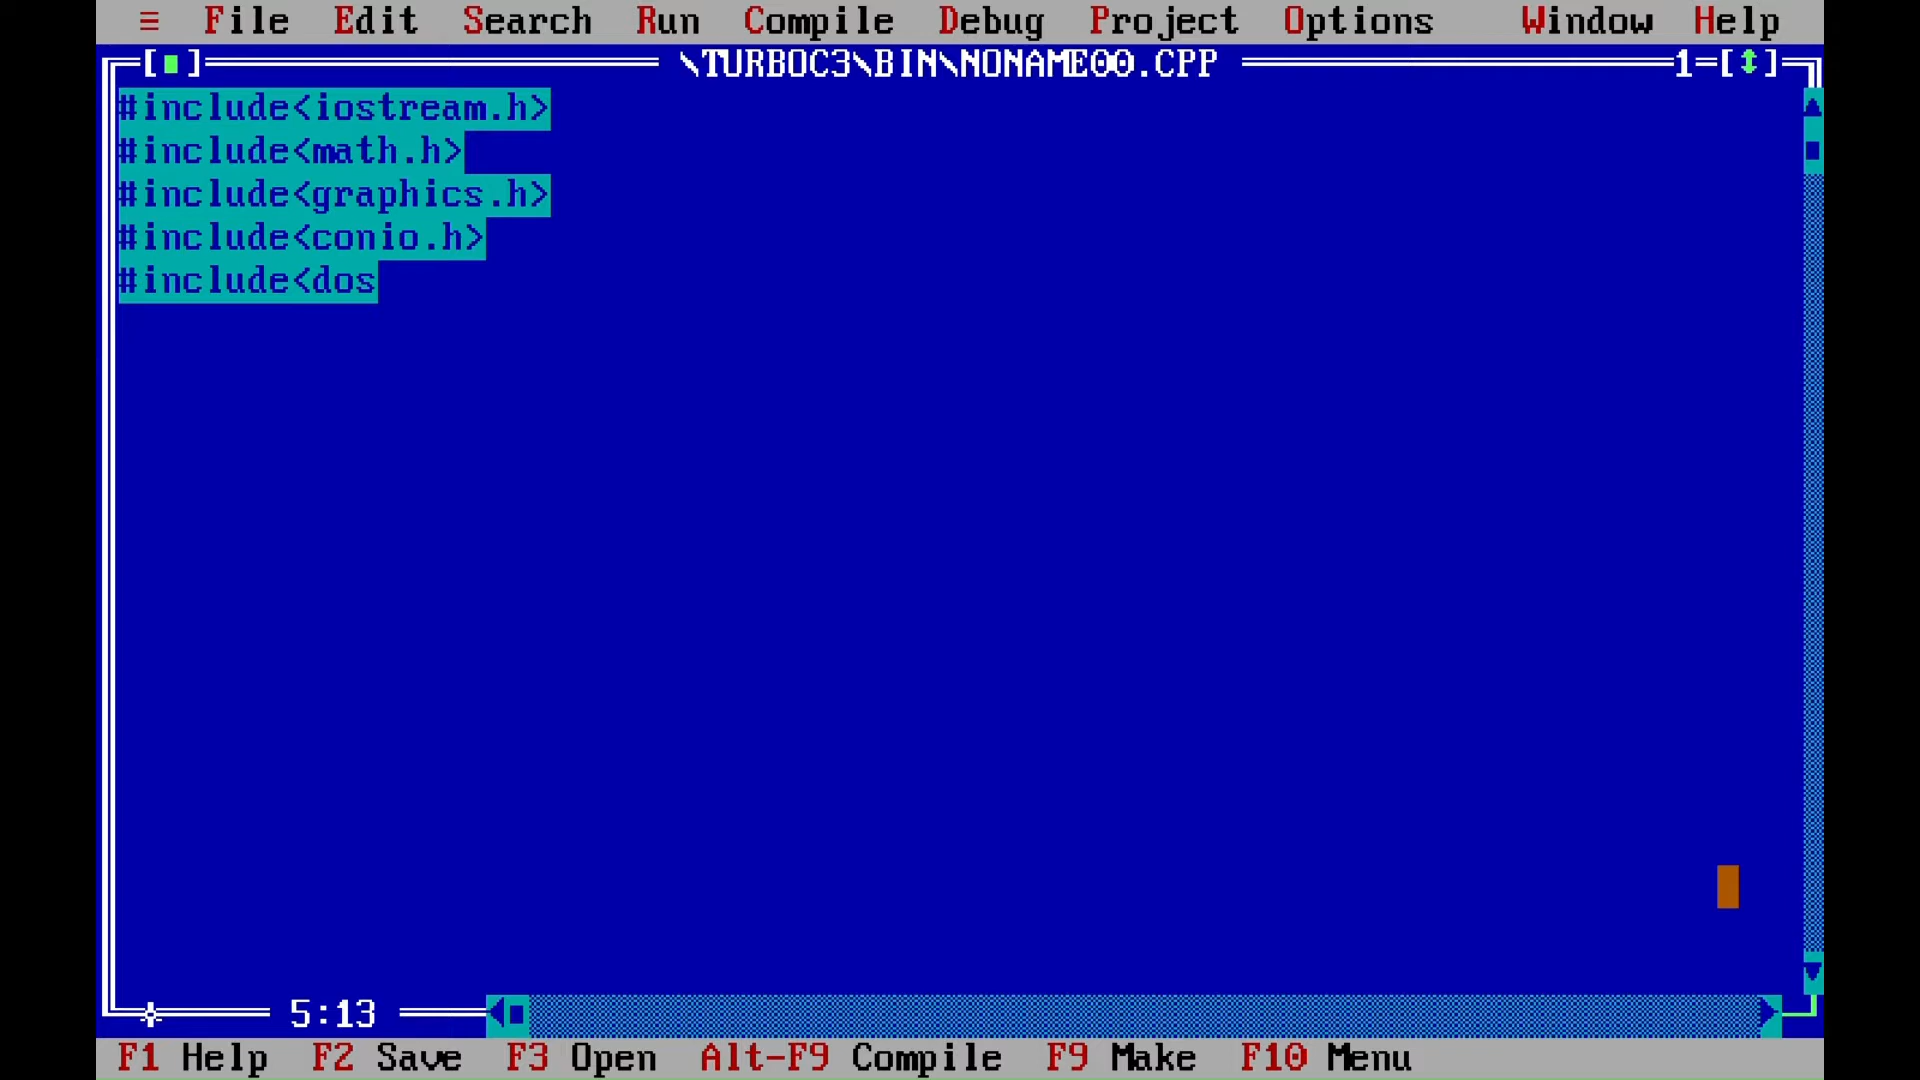 ≡ File Edit Search Run Compile Debug Project Options Window Help
[■] \TURBOC3\BIN\NONAME00.CPP 1=[↕]
#include<iostream.h>
#include<math.h>
#include<graphics.h>
#include<conio.h>
#include<dos
5:13
F1 Help F2 Save F3 Open Alt-F9 Compile F9 Make F10 Menu